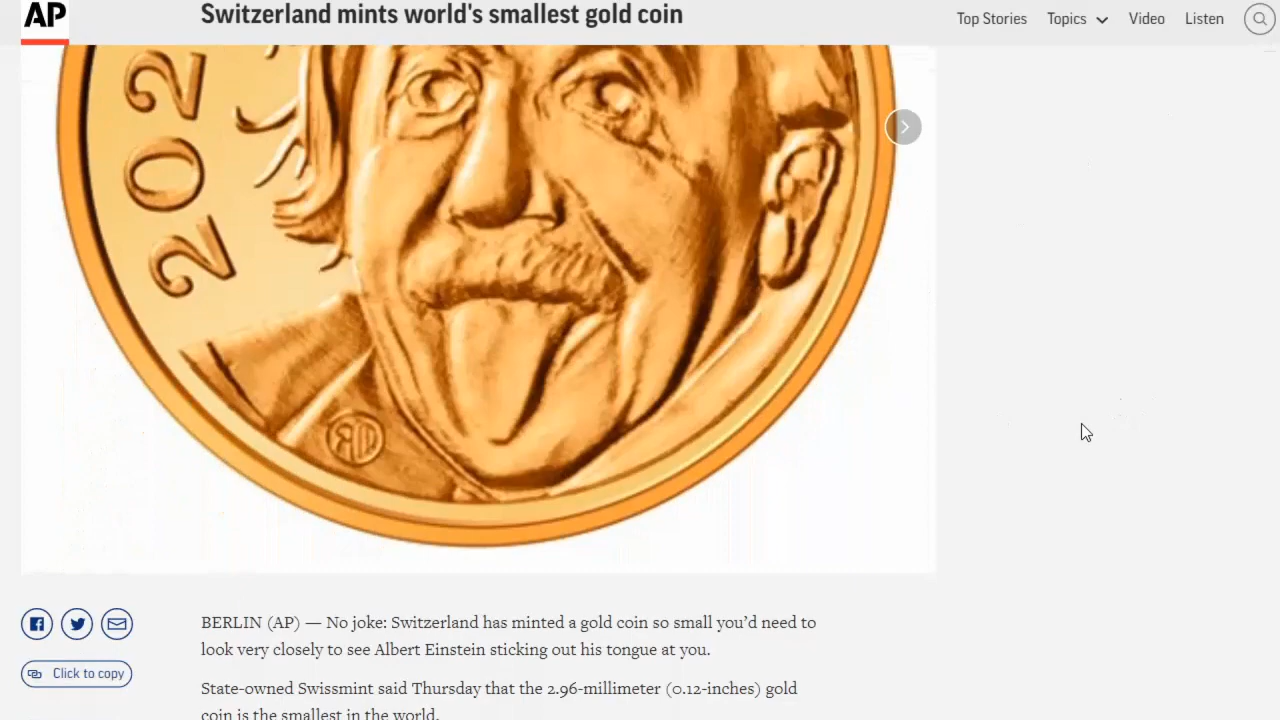 AP
Switzerland mints world's smallest gold coin
Top Stories
Topics
Video
Listen
202
BERLIN (AP) — No joke: Switzerland has minted a gold coin so small you’d need to
look very closely to see Albert Einstein sticking out his tongue at you.
Click to copy
State-owned Swissmint said Thursday that the 2.96-millimeter (0.12-inches) gold
coin is the smallest in the world.